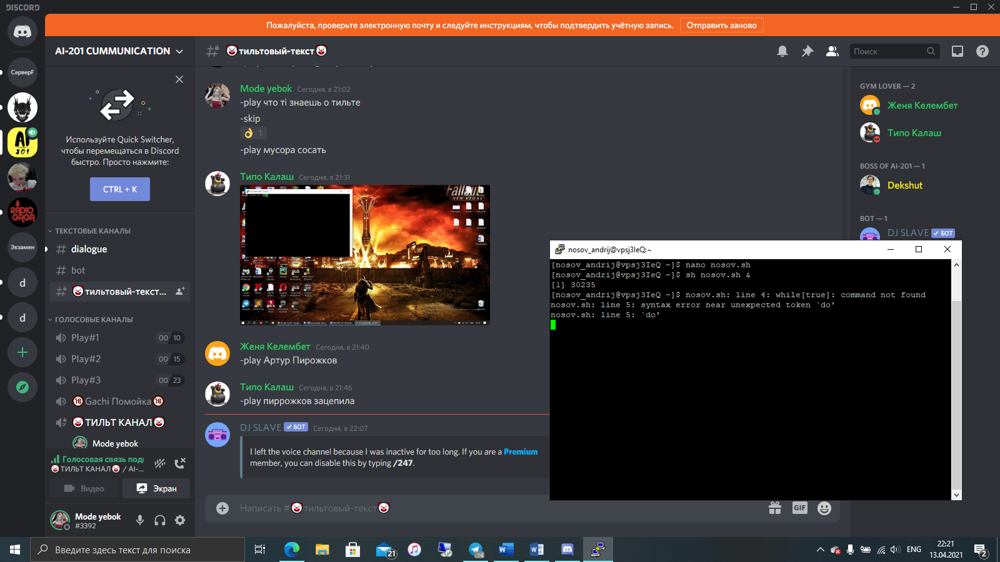 DISCORD
Пожалуйста, проверьте электронную почту и следуйте инструкциям, чтобы подтвердить учётную запись.
Отправить заново
AI-201 CUMMUNICATION
🤡тильтовый-текст🤡
Поиск
СерверF
AI
201
RADIO
GAGA
Экзамен
d
d
Используйте Quick Switcher,
чтобы перемещаться в Discord
быстро. Просто нажмите:
CTRL + K
ТЕКСТОВЫЕ КАНАЛЫ
dialogue
bot
🤡тильтовый-текст...
ГОЛОСОВЫЕ КАНАЛЫ
Play#1 00 10
Play#2 00 15
Play#3 00 23
🔞Gachi Помойка🔞
🤡ТИЛЬТ КАНАЛ🤡
Mode yebok
Голосовая связь подк
🤡ТИЛЬТ КАНАЛ🤡 / AI-...
Видео
Экран
Mode yebok
#3392
Mode yebok Сегодня, в 21:02
-play что ті знаешь о тильте
-skip
👌 1
-play мусора сосать
Типо Калаш Сегодня, в 21:31
Fallout
NEW VEGAS
Женя Келембет Сегодня, в 21:40
-play Артур Пирожков
Типо Калаш Сегодня, в 21:46
-play пиррожков зацепила
DJ SLAVE БОТ Сегодня, в 22:07
I left the voice channel because I was inactive for too long. If you are a Premium
member, you can disable this by typing /247.
Написать #🤡тильтовый-текст🤡
GIF
GYM LOVER — 2
Женя Келембет
Типо Калаш
BOSS OF AI-201 — 1
Dekshut
BOT — 1
DJ SLAVE БОТ
nosov_andrij@vpsj3IeQ:~
[nosov_andrij@vpsj3IeQ ~]$ nano nosov.sh
[nosov_andrij@vpsj3IeQ ~]$ sh nosov.sh &
[1] 30235
[nosov_andrij@vpsj3IeQ ~]$ nosov.sh: line 4: while[true]: command not found
nosov.sh: line 5: syntax error near unexpected token `do'
nosov.sh: line 5: `do'
Введите здесь текст для поиска
21
16
ENG
22:21
13.04.2021
2